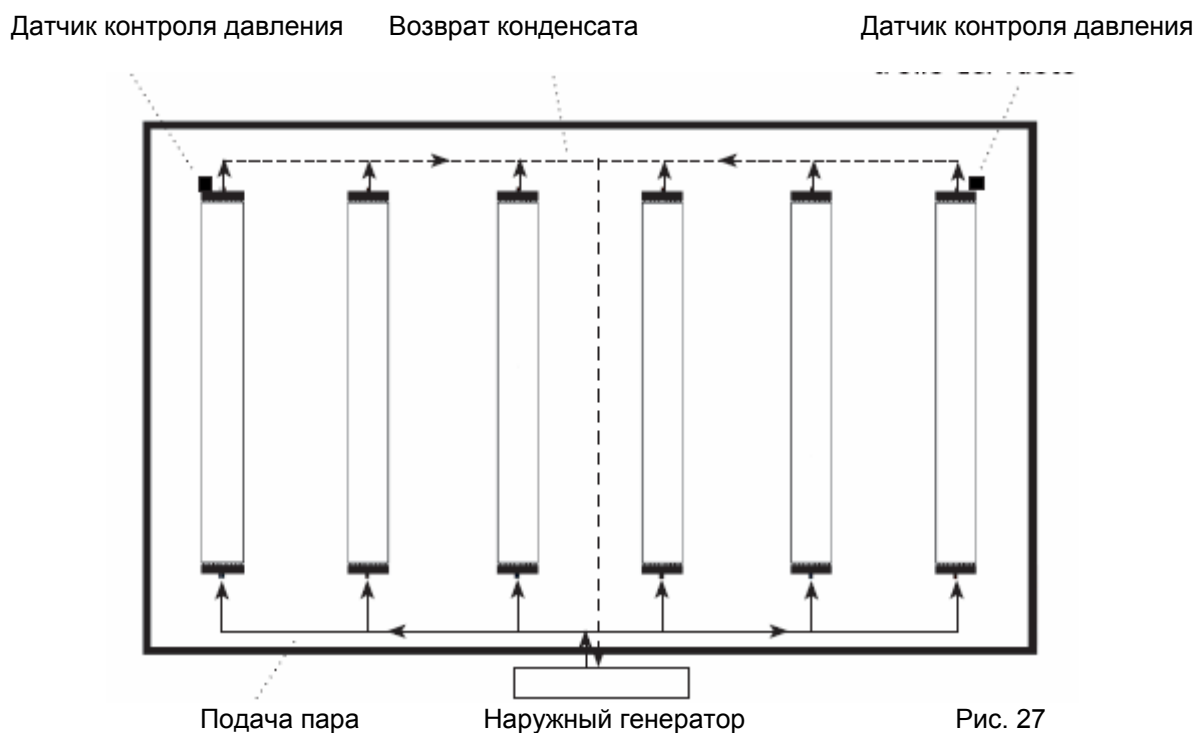 Датчик контроля давления Возврат конденсата Датчик контроля давления
Подача пара Наружный генератор Рис. 27